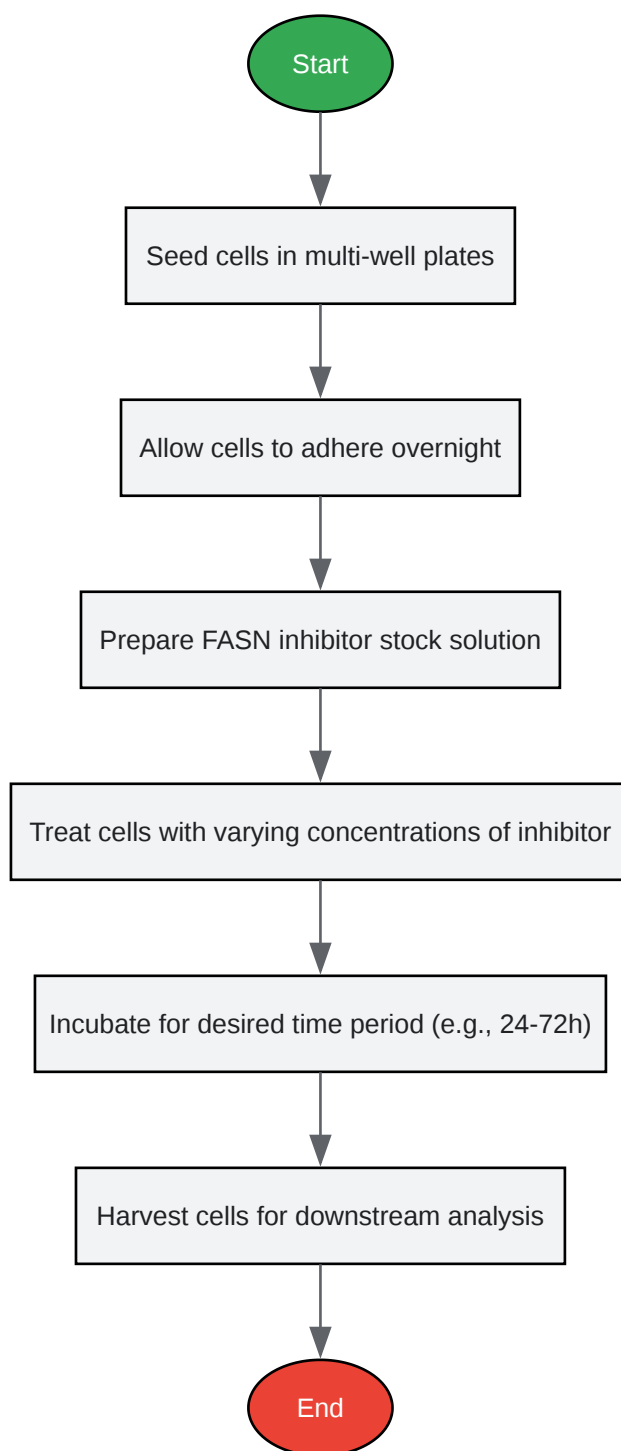 Start
Seed cells in multi-well plates
Allow cells to adhere overnight
Prepare FASN inhibitor stock solution
Treat cells with varying concentrations of inhibitor
Incubate for desired time period (e.g., 24-72h)
Harvest cells for downstream analysis
End